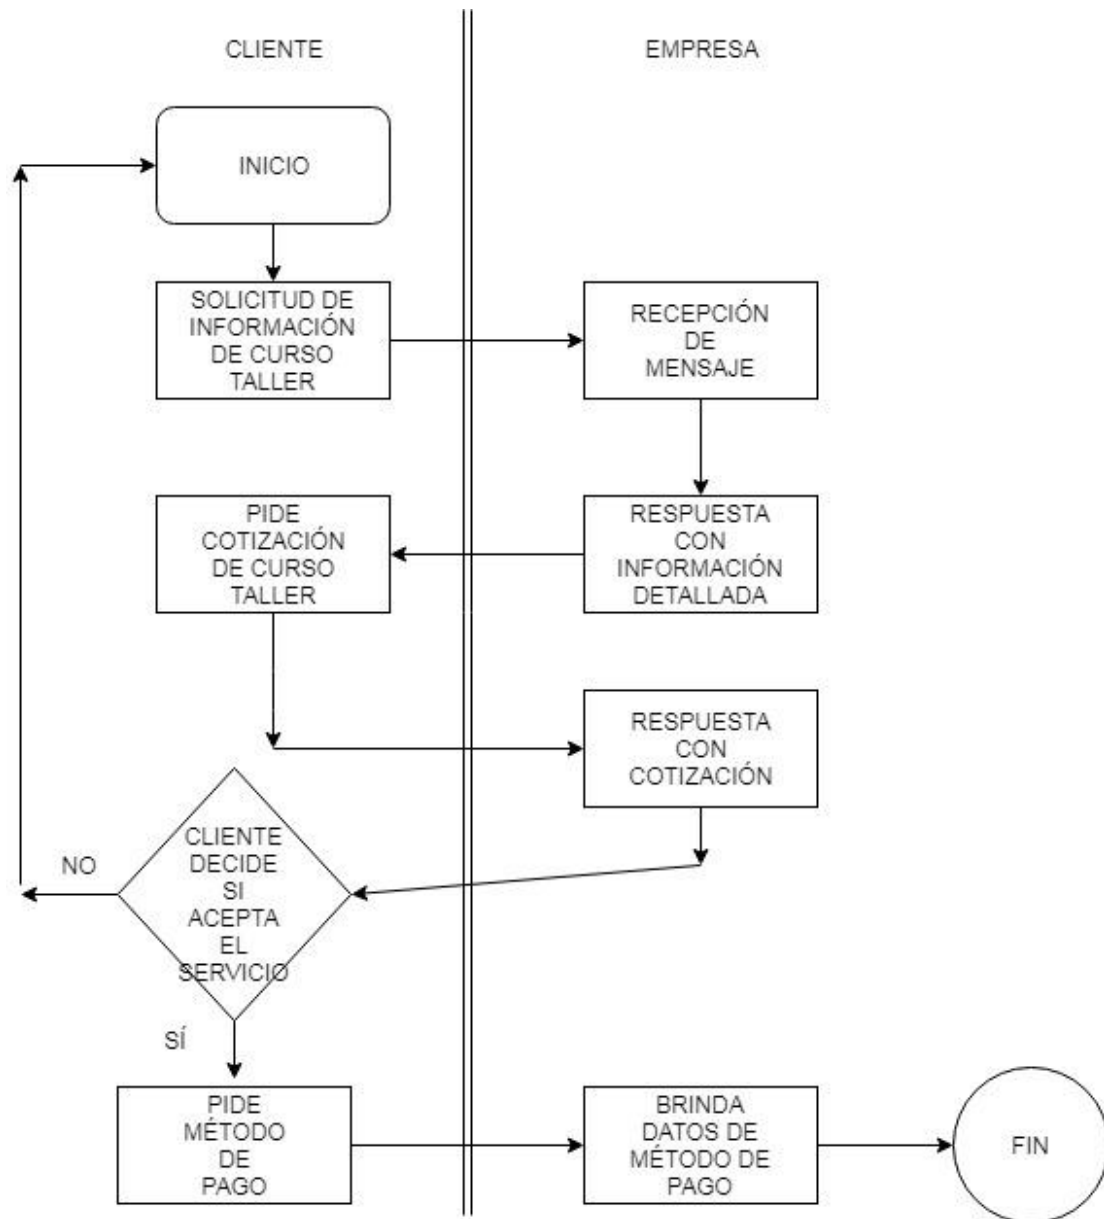 CLIENTE
EMPRESA
INICIO
SOLICITUD DE
INFORMACIÓN
DE CURSO
TALLER
RECEPCIÓN
DE
MENSAJE
PIDE
COTIZACIÓN
DE CURSO
TALLER
RESPUESTA
CON
INFORMACIÓN
DETALLADA
RESPUESTA
CON
COTIZACIÓN
CLIENTE
DECIDE
SI
ACEPTA
EL
SERVICIO
NO
SÍ
PIDE
MÉTODO
DE
PAGO
BRINDA
DATOS DE
MÉTODO DE
PAGO
FIN